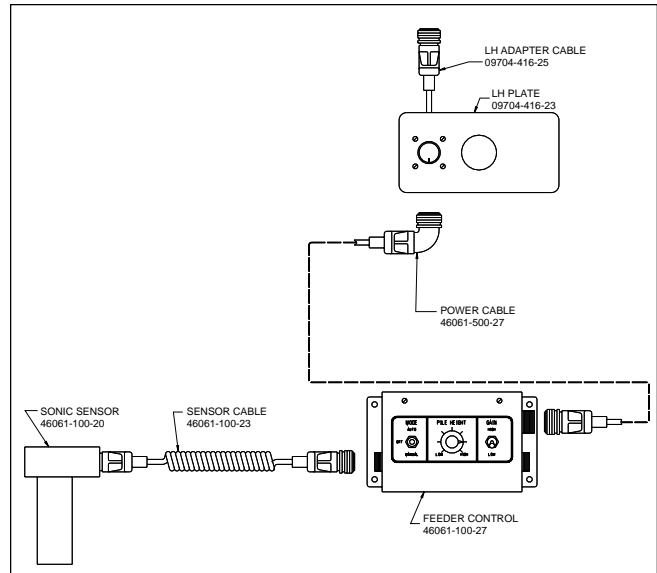 LH ADAPTER CABLE
09704-416-25
LH PLATE
09704-416-23
POWER CABLE
46061-500-27
SONIC SENSOR
46061-100-20
SENSOR CABLE
46061-100-23
MODE PILE HEIGHT GAIN
AUTO HIGH
OFF
MANUAL LOW HIGH LOW
FEEDER CONTROL
46061-100-27